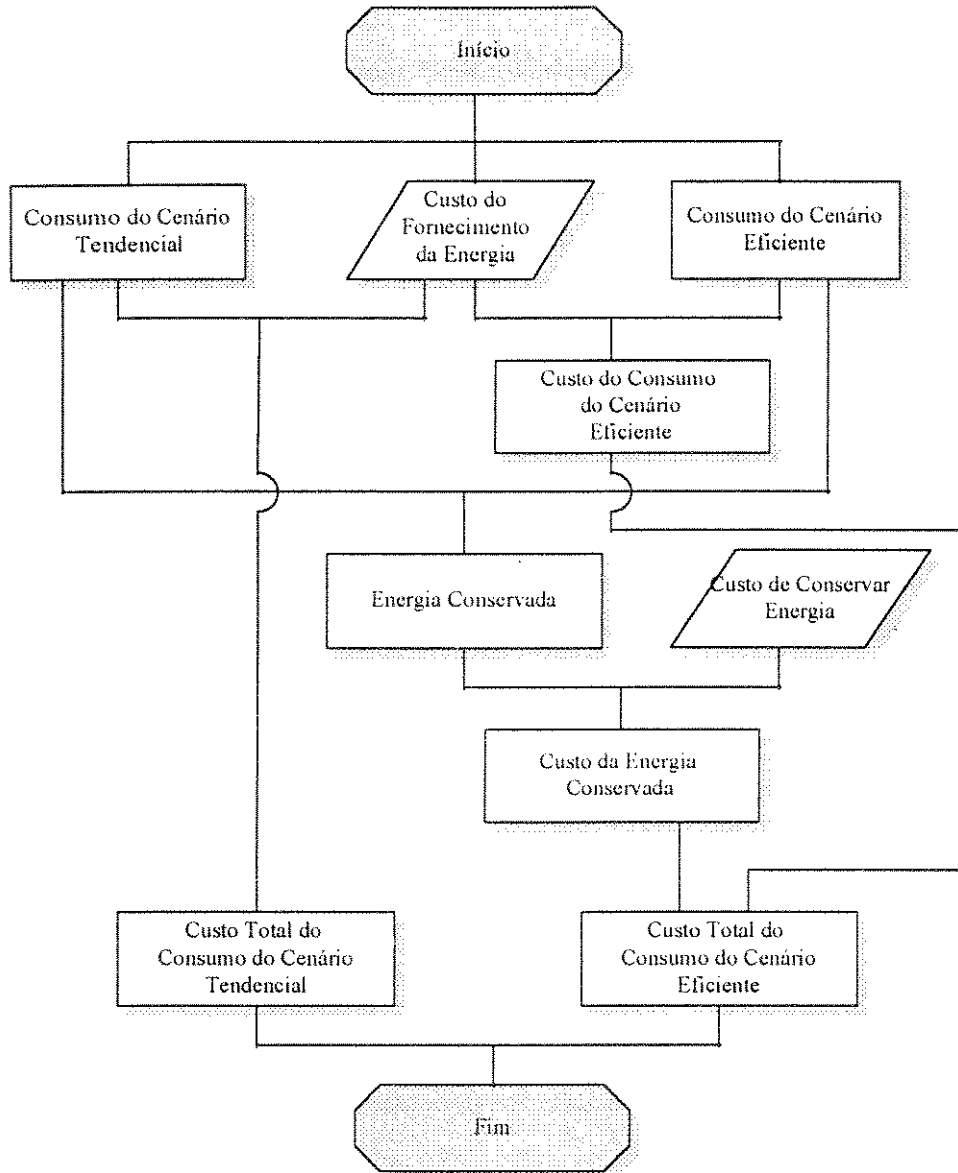 Início
Consumo do Cenário
Tendencial
Custo do
Fornecimento
da Energia
Consumo do Cenário
Eficiente
Custo do Consumo
do Cenário
Eficiente
Energia Conservada
Custo de Conservar
Energia
Custo da Energia
Conservada
Custo Total do
Consumo do Cenário
Tendencial
Custo Total do
Consumo do Cenário
Eficiente
Fim